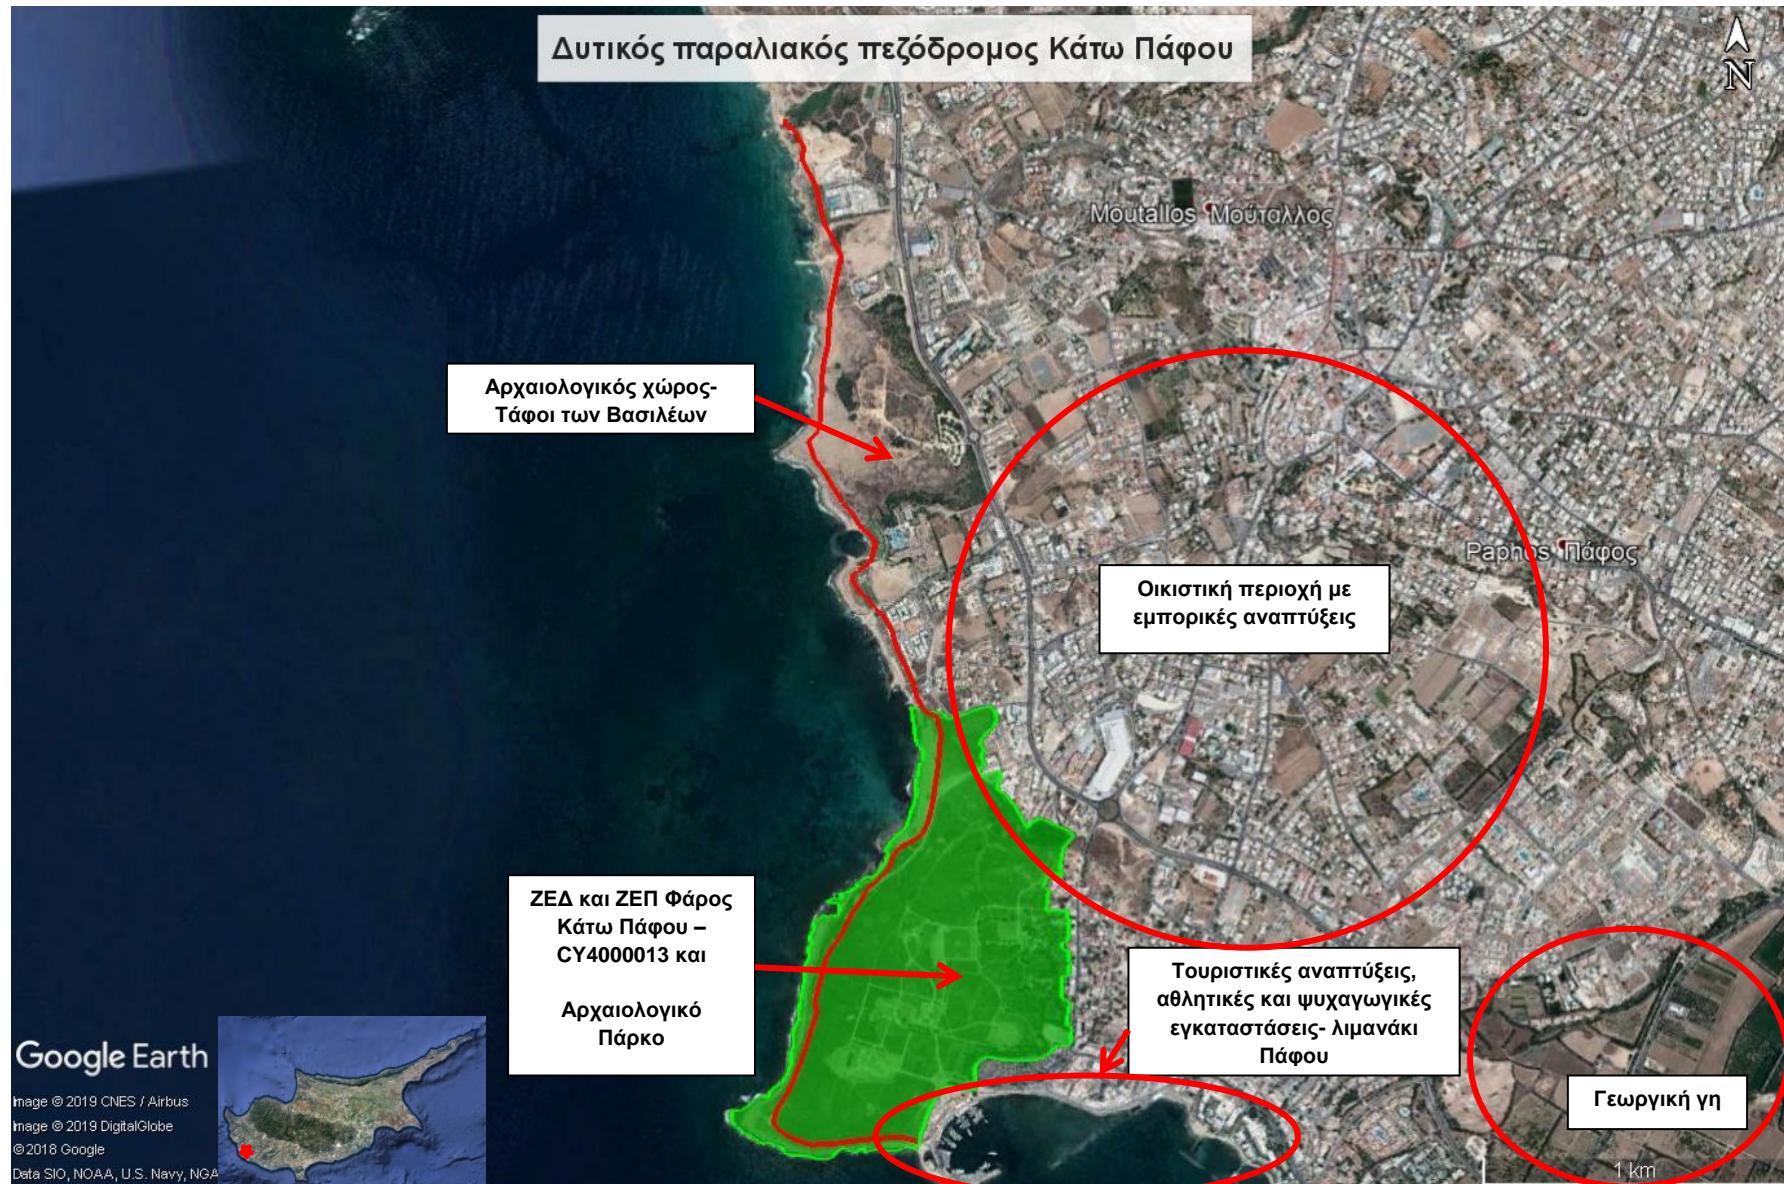 Δυτικός παραλιακός πεζόδρομος Κάτω Πάφου
N
Moutallos Μούταλλος
Αρχαιολογικός χώρος-
Τάφοι των Βασιλέων
Paphos Πάφος
Οικιστική περιοχή με
εμπορικές αναπτύξεις
ΖΕΔ και ΖΕΠ Φάρος
Κάτω Πάφου –
CY4000013 και
Αρχαιολογικό
Πάρκο
Τουριστικές αναπτύξεις,
αθλητικές και ψυχαγωγικές
εγκαταστάσεις- λιμανάκι
Πάφου
Γεωργική γη
Google Earth
Image © 2019 CNES / Airbus
Image © 2019 DigitalGlobe
© 2018 Google
Data SIO, NOAA, U.S. Navy, NGA
1 km